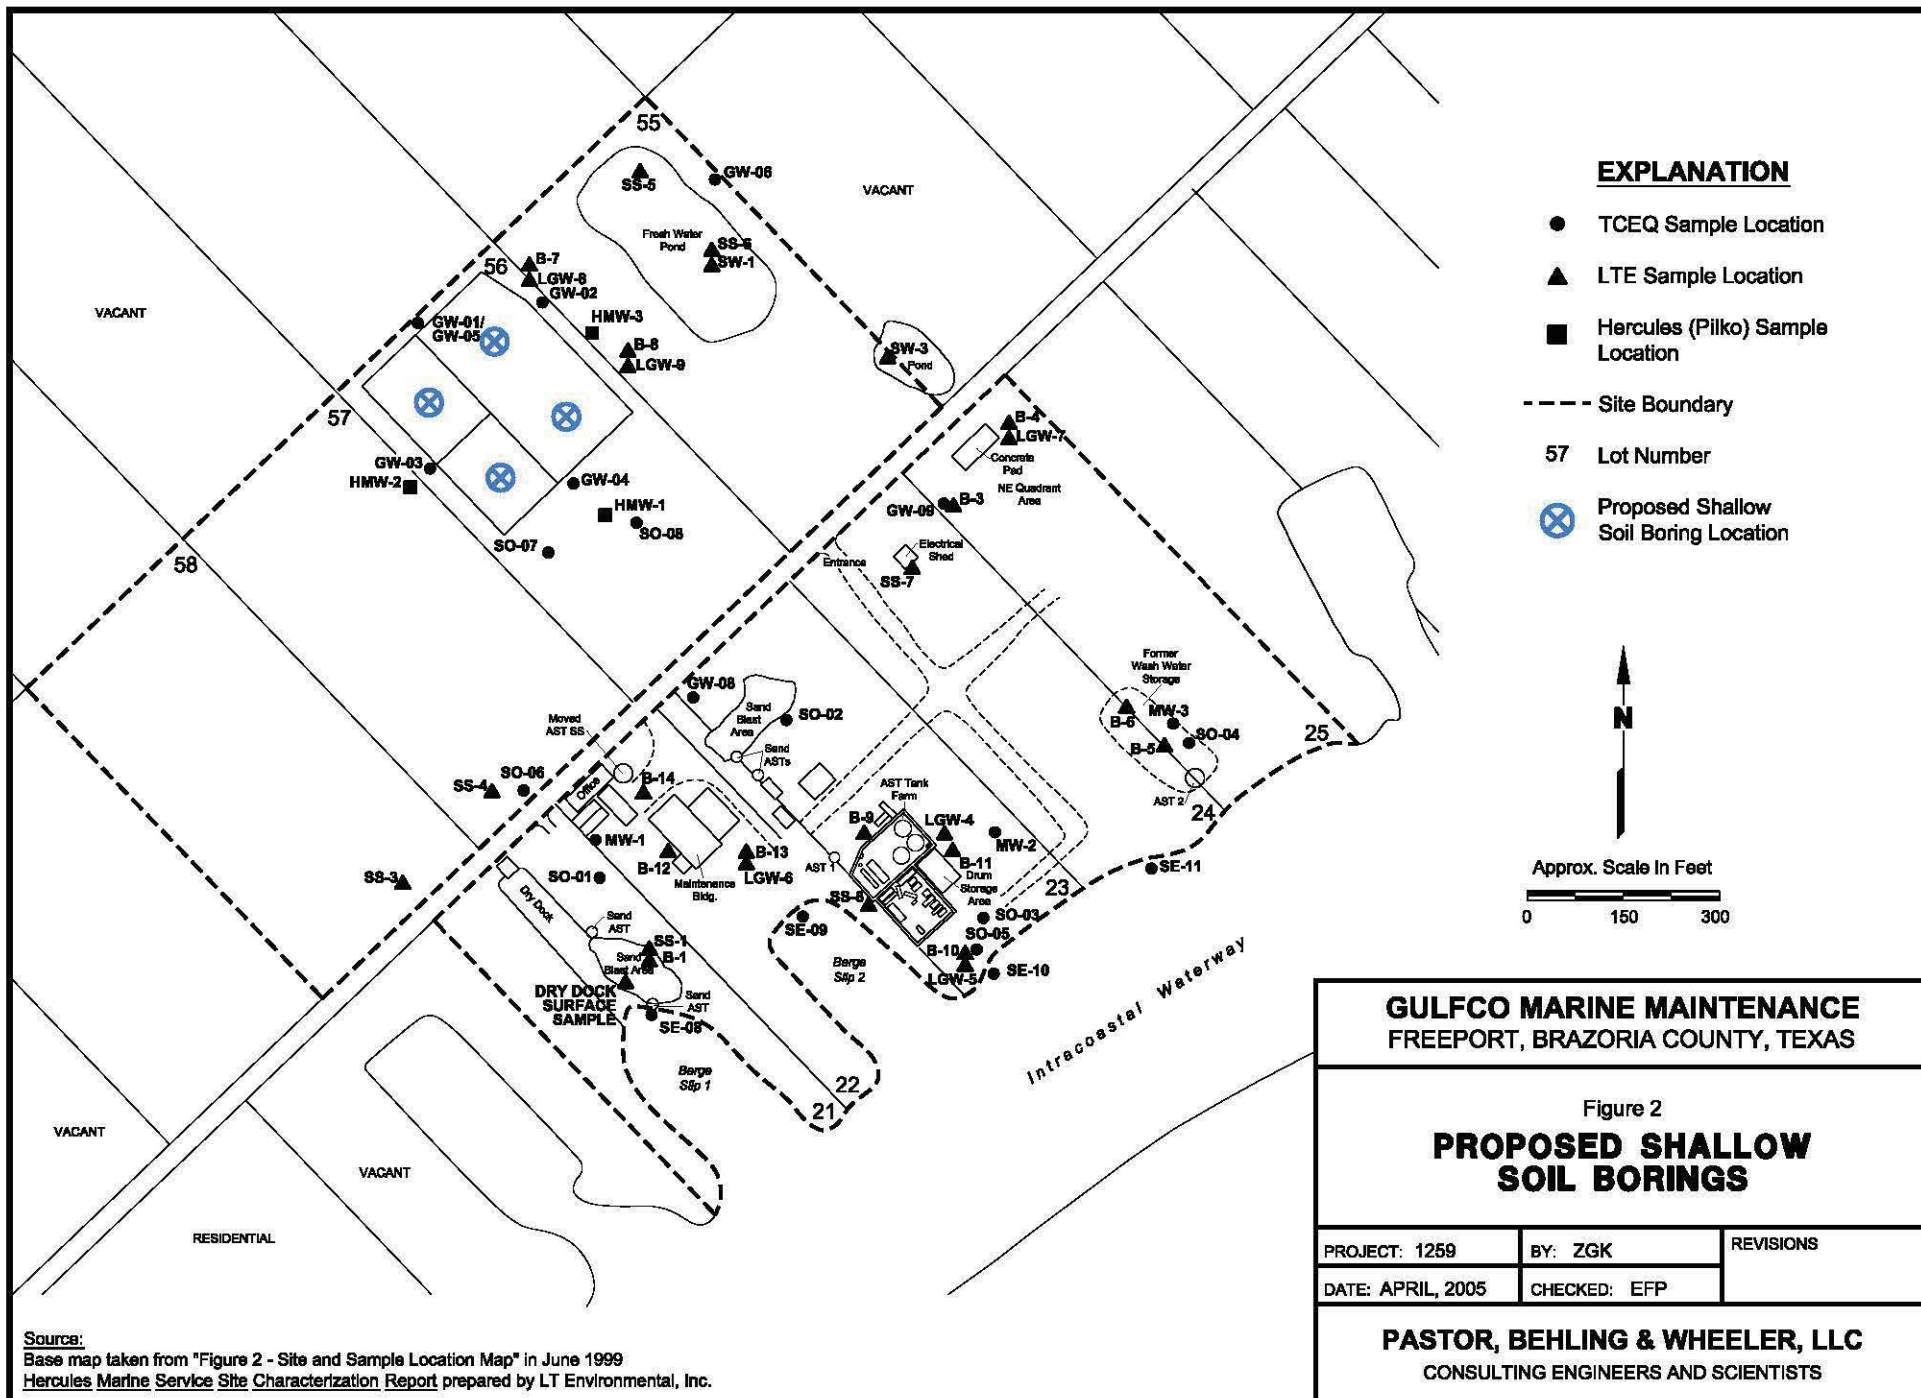 55
GW-06
SS-5
VACANT
Fresh Water
Pond
SS-6
SW-1
B-7
LGW-8
GW-02
56
HMW-3
VACANT
GW-01/
GW-05
B-8
LGW-9
SW-3
Pond
57
GW-03
HMW-2
GW-04
HMW-1
SO-08
SO-07
58
B-4
LGW-7
Concrete
Pad
NE Quadrant
Area
B-3
GW-09
Electrical
Shed
Entrance
SS-7
Former
Wash Water
Storage
B-6
MW-3
SO-04
B-5
25
AST 2
24
GW-08
Sand
Blast
Area
SO-02
Moved
AST SS
Sand
ASTs
SS-4
SO-06
Office
B-14
AST Tank
Farm
B-9
LGW-4
MW-2
MW-1
B-12
B-13
LGW-6
AST 1
B-11
Drum
Storage
Area
SE-11
23
SS-3
SO-01
Maintenance
Bldg.
Dry Dock
SS-8
SO-03
SE-09
Sand
AST
SO-05
B-10
LGW-5
SE-10
SS-1
B-1
Sand
Blast Area
Barge
Slip 2
DRY DOCK
SURFACE
SAMPLE
Sand
AST
SE-08
Barge
Slip 1
22
21
Intracoastal Waterway
VACANT
VACANT
RESIDENTIAL
EXPLANATION
TCEQ Sample Location
LTE Sample Location
Hercules (Pilko) Sample
Location
Site Boundary
57 Lot Number
Proposed Shallow
Soil Boring Location
N
Approx. Scale in Feet
0 150 300
GULFCO MARINE MAINTENANCE
FREEPORT, BRAZORIA COUNTY, TEXAS
Figure 2
PROPOSED SHALLOW
SOIL BORINGS
PROJECT: 1259
BY: ZGK
REVISIONS
DATE: APRIL, 2005
CHECKED: EFP
PASTOR, BEHLING & WHEELER, LLC
CONSULTING ENGINEERS AND SCIENTISTS
Source:
Base map taken from "Figure 2 - Site and Sample Location Map" in June 1999
Hercules Marine Service Site Characterization Report prepared by LT Environmental, Inc.